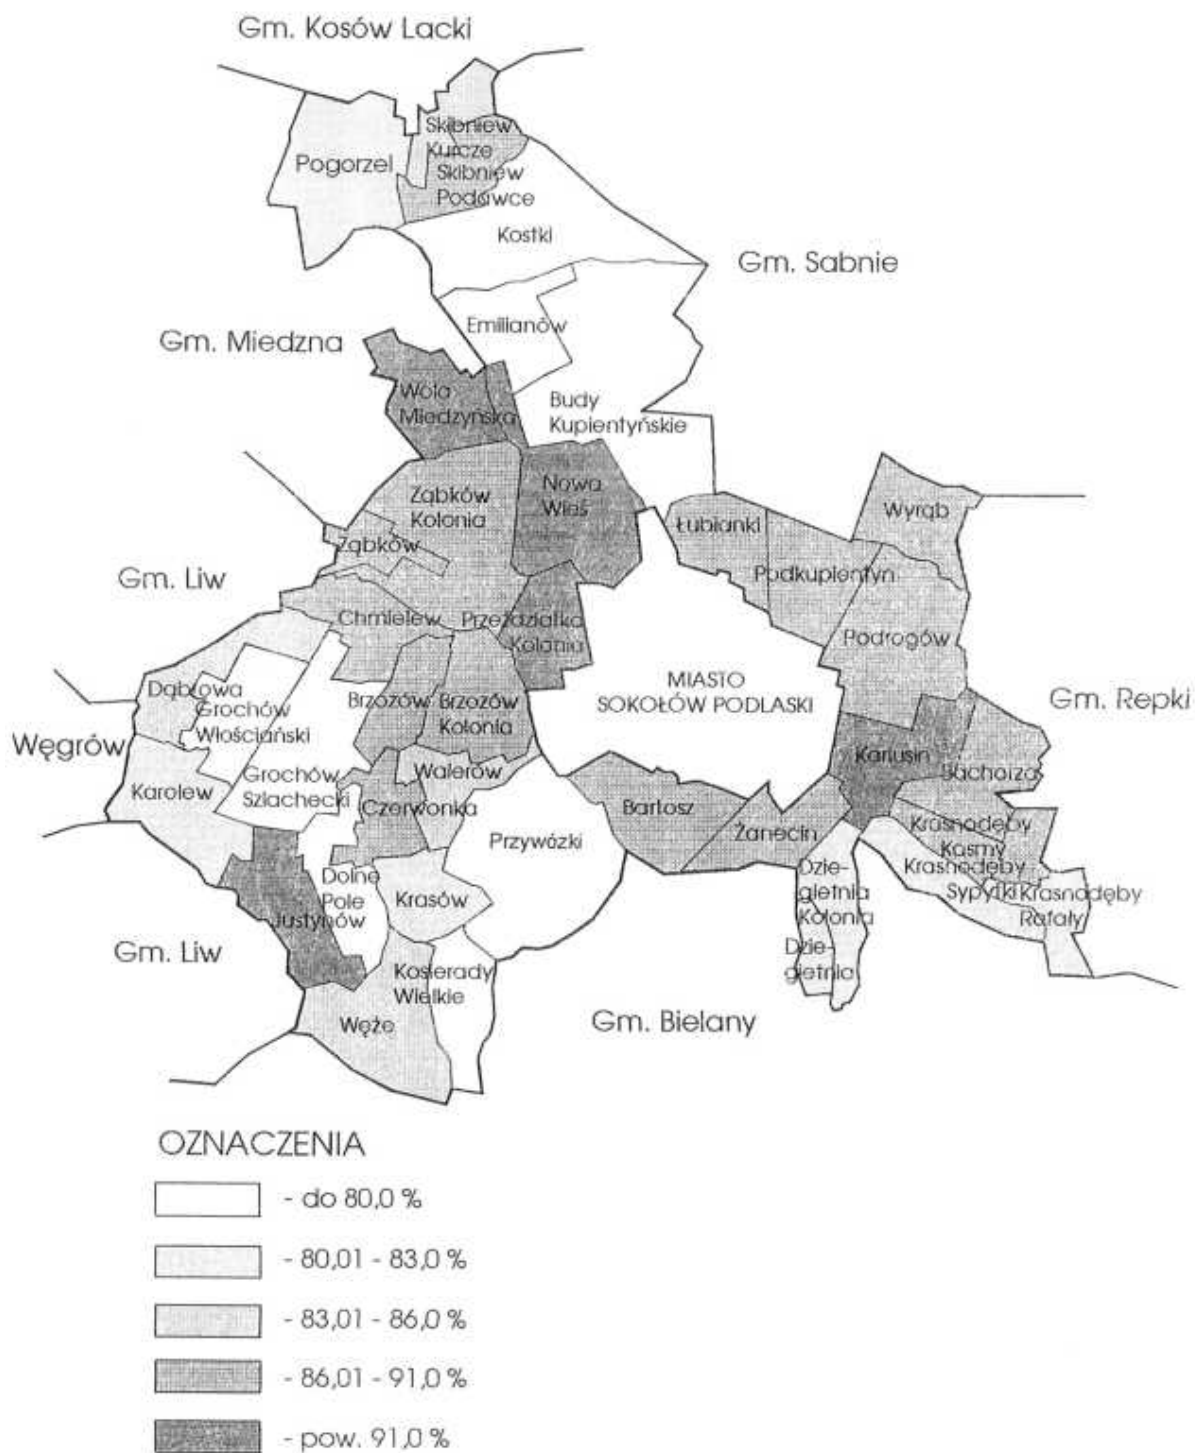 Gm. Kosów Lacki
Skibniew
Kurcze
Pogorzel
Skibniew
Podawce
Kostki
Gm. Sabnie
Emilianów
Gm. Miedzna
Wola
Miedzyńska
Budy
Kupientyńskie
Ząbków
Kolonia
Nowa
Wieś
Wyrąb
Łubianki
Ząbków
Podkupientyn
Gm. Liw
Chmielew
Przeździatka
Kolonia
Podrogów
MIASTO
SOKOŁÓW PODLASKI
Dąbrowa
Grochów
Włościański
Brzozów
Brzozów
Kolonia
Gm. Repki
Węgrów
Karlusin
Bachorza
Karolew
Grochów
Szlachecki
Walerów
Czerwonka
Bartosz
Żanecin
Krasnodęby
Kasmy
Przywózki
Krasnodęby
Sypytki
Dolne
Pole
Krasów
Dzie-
gietnia
Kolonia
Krasnodęby
Rafały
Justynów
Gm. Liw
Kosierady
Wielkie
Dzie-
gietnia
Węże
Gm. Bielany
OZNACZENIA
- do 80,0 %
- 80,01 - 83,0 %
- 83,01 - 86,0 %
- 86,01 - 91,0 %
- pow. 91,0 %